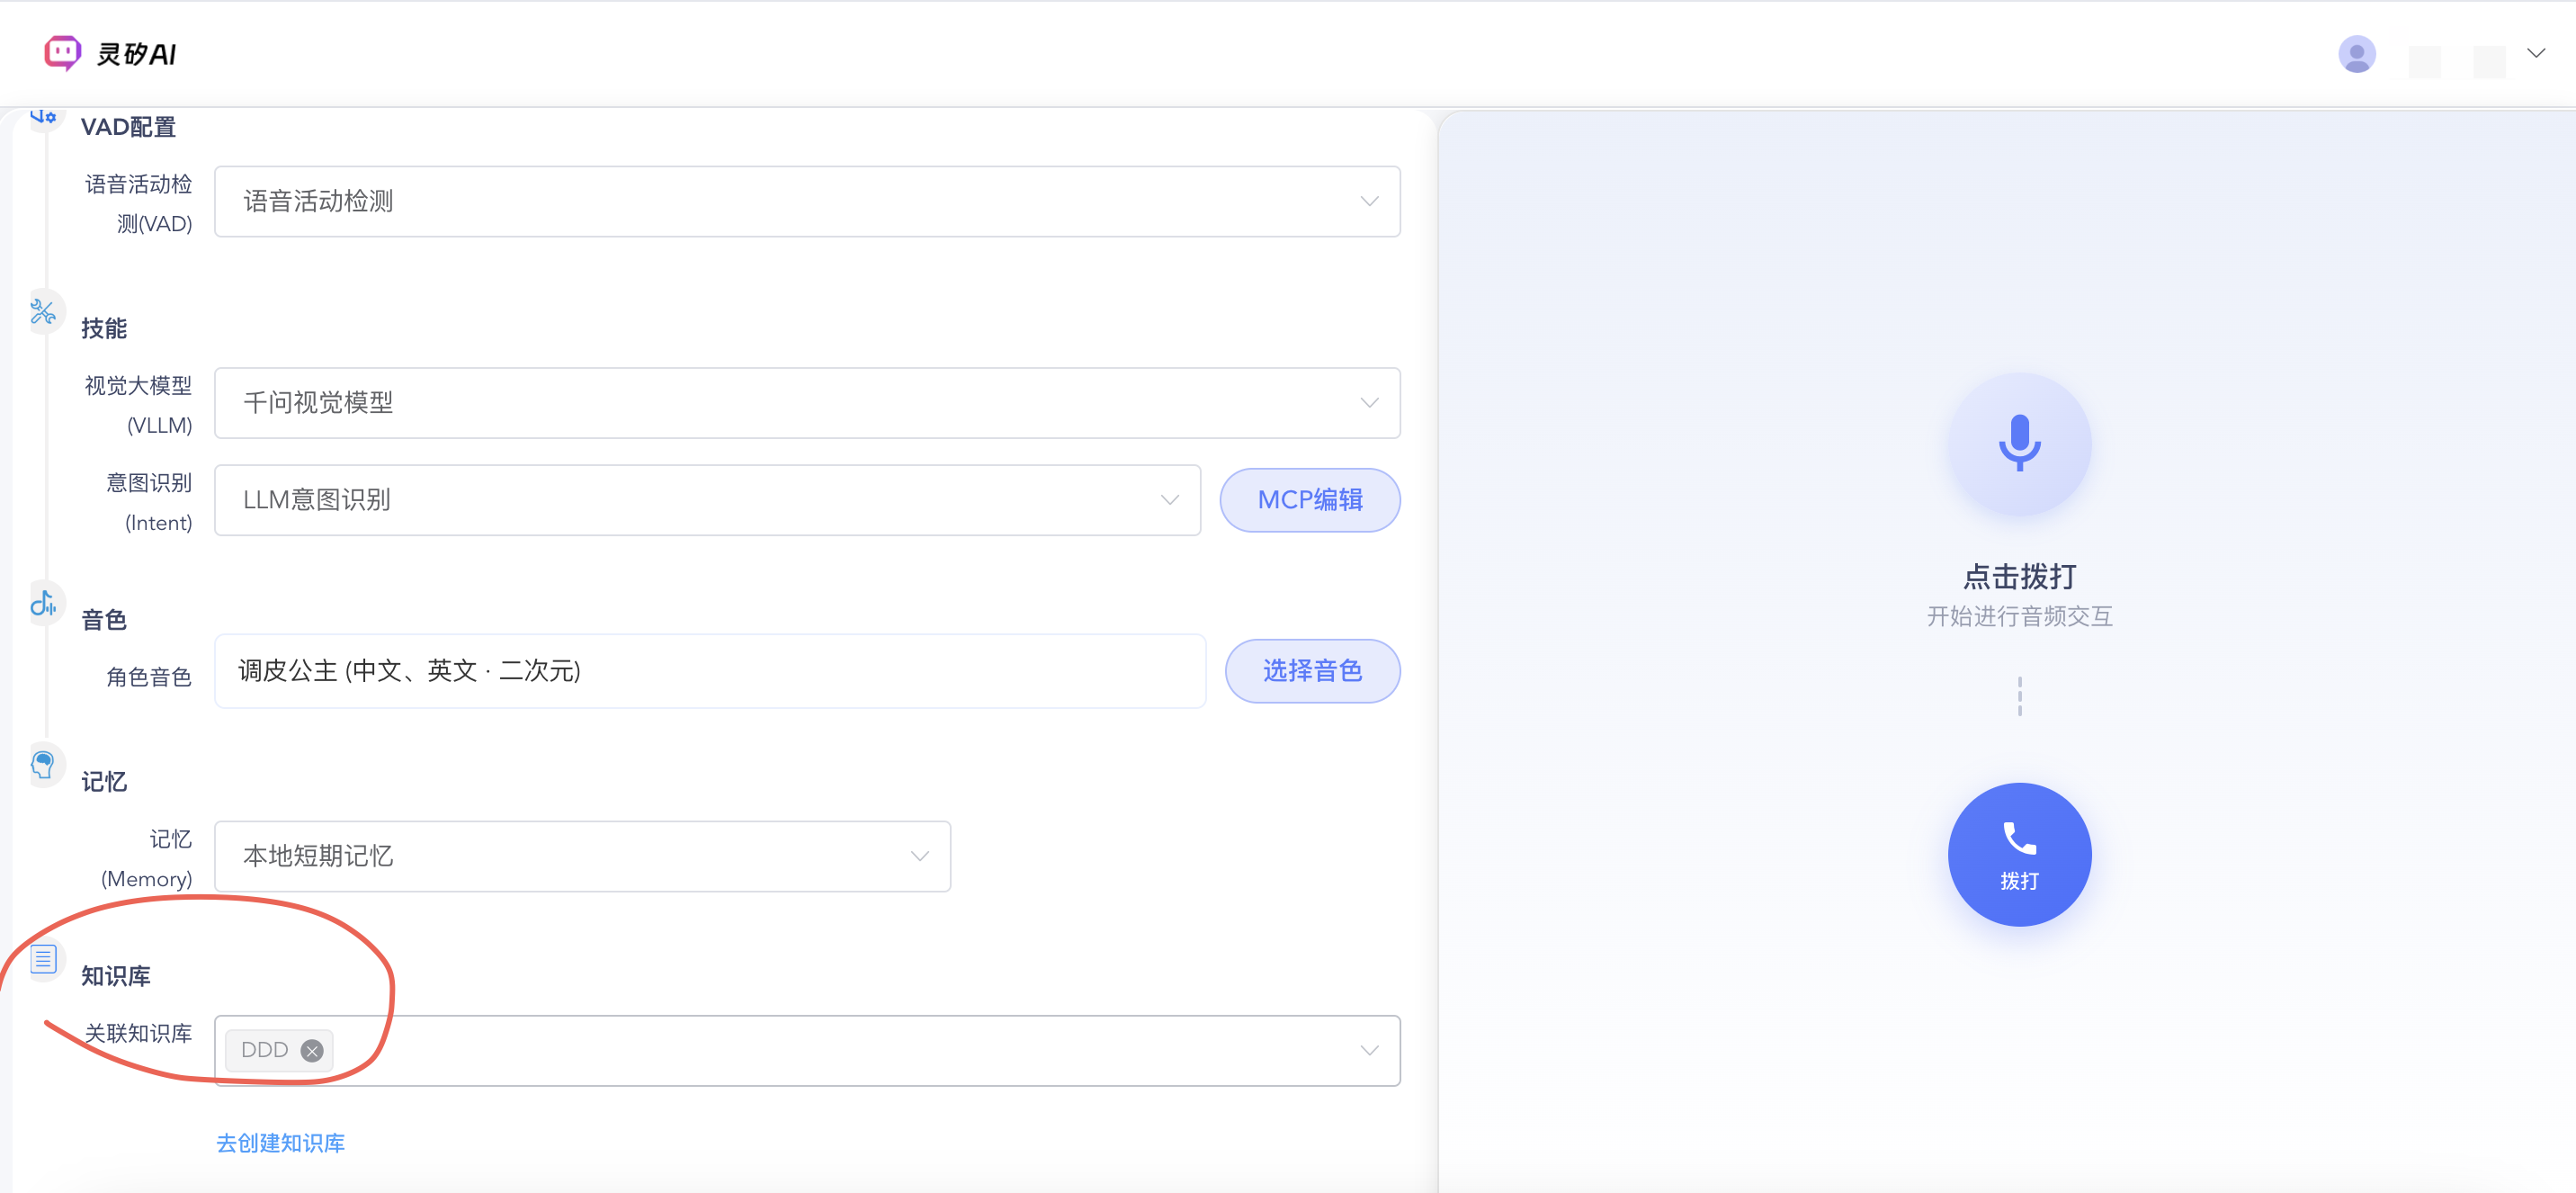 灵矽AI
VAD配置
语音活动检
测(VAD)
语音活动检测
技能
视觉大模型
(VLLM)
千问视觉模型
意图识别
(Intent)
LLM意图识别
MCP编辑
音色
角色音色
调皮公主 (中文、英文 · 二次元)
选择音色
记忆
记忆
(Memory)
本地短期记忆
知识库
关联知识库
DDD
去创建知识库
点击拨打
开始进行音频交互
拨打